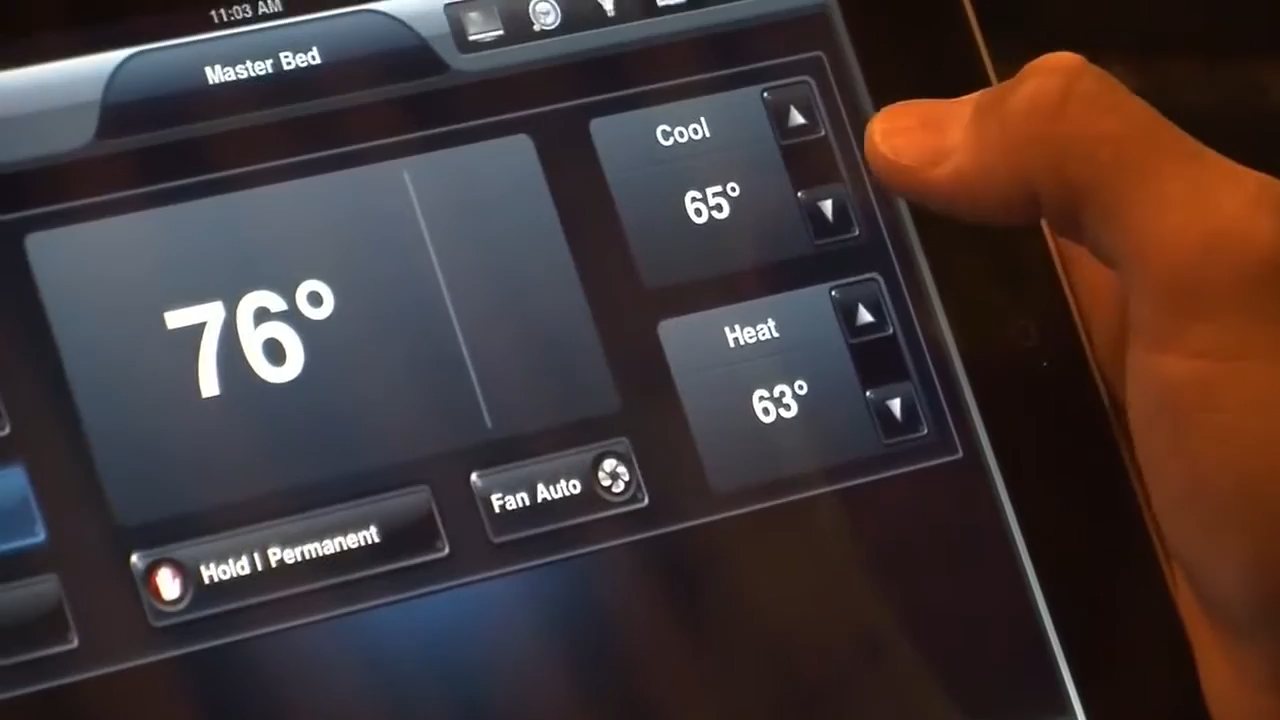 11:03 AM
Master Bed
76°
Cool
65°
Heat
63°
Fan Auto
Hold | Permanent